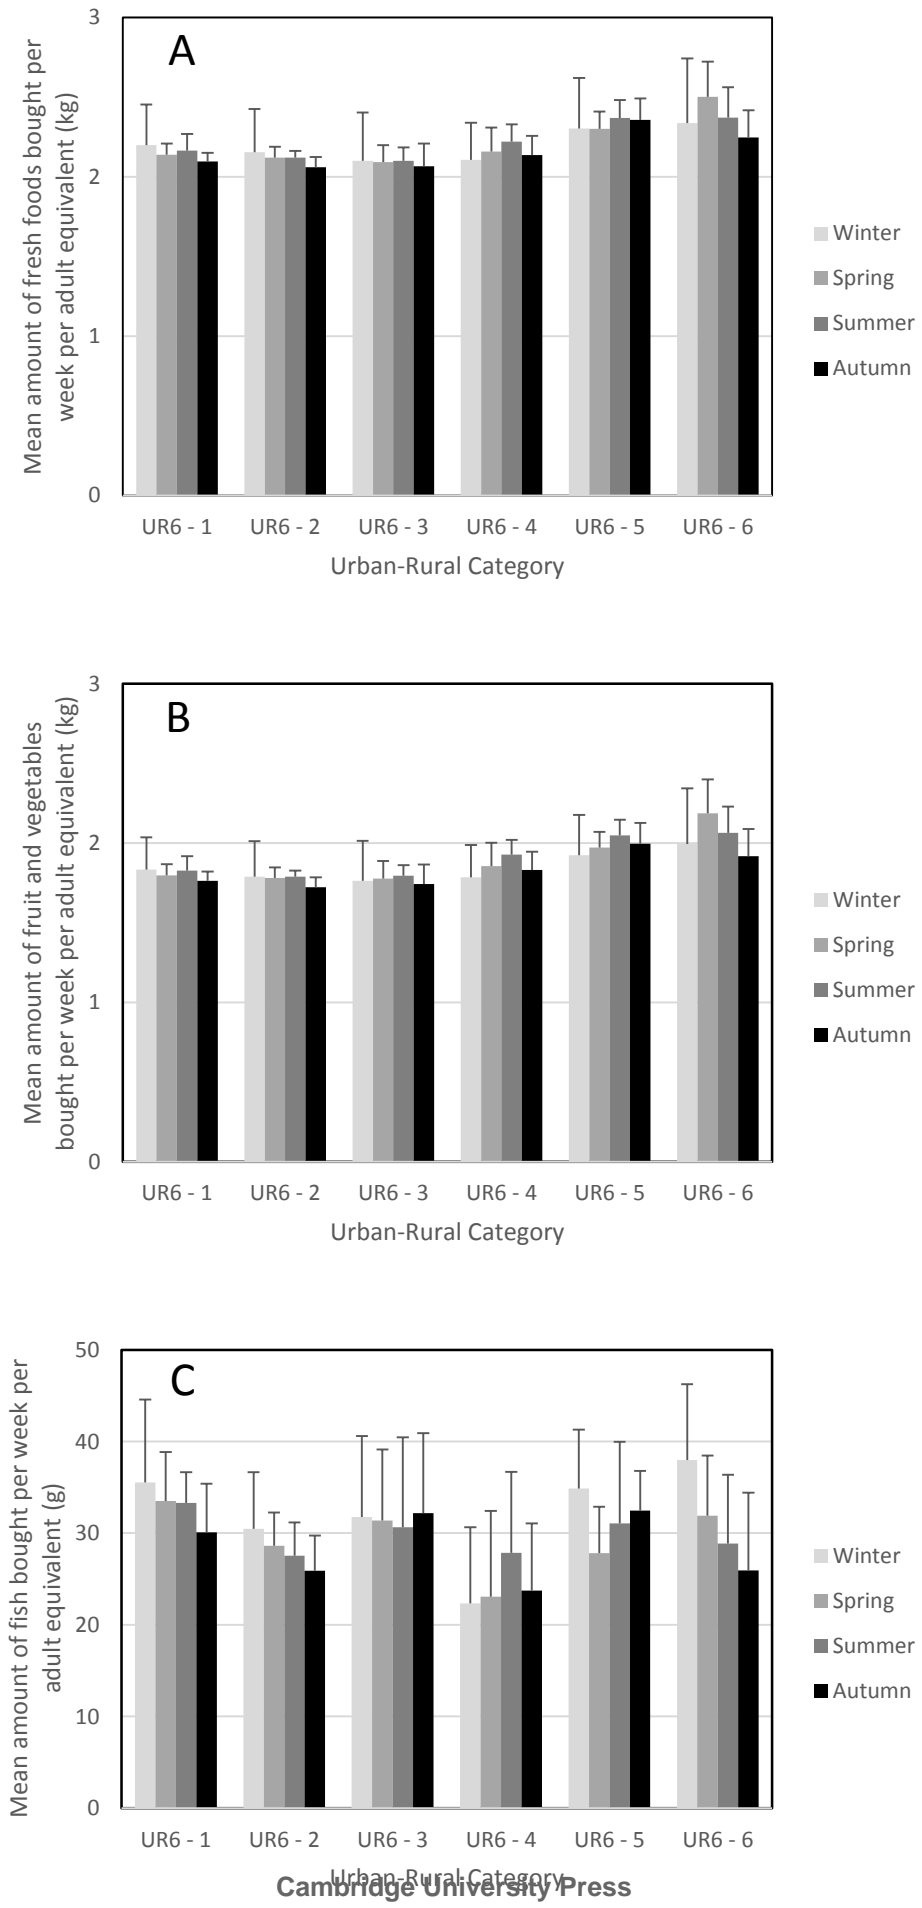 A
Mean amount of fresh foods bought per
week per adult equivalent (kg)
3
2
1
0
UR6 - 1 UR6 - 2 UR6 - 3 UR6 - 4 UR6 - 5 UR6 - 6
Urban-Rural Category
Winter
Spring
Summer
Autumn
B
Mean amount of fruit and vegetables
bought per week per adult equivalent (kg)
3
2
1
0
UR6 - 1 UR6 - 2 UR6 - 3 UR6 - 4 UR6 - 5 UR6 - 6
Urban-Rural Category
Winter
Spring
Summer
Autumn
C
Mean amount of fish bought per week per
adult equivalent (g)
50
40
30
20
10
0
UR6 - 1 UR6 - 2 UR6 - 3 UR6 - 4 UR6 - 5 UR6 - 6
Urban-Rural Category
Winter
Spring
Summer
Autumn
Cambridge University Press